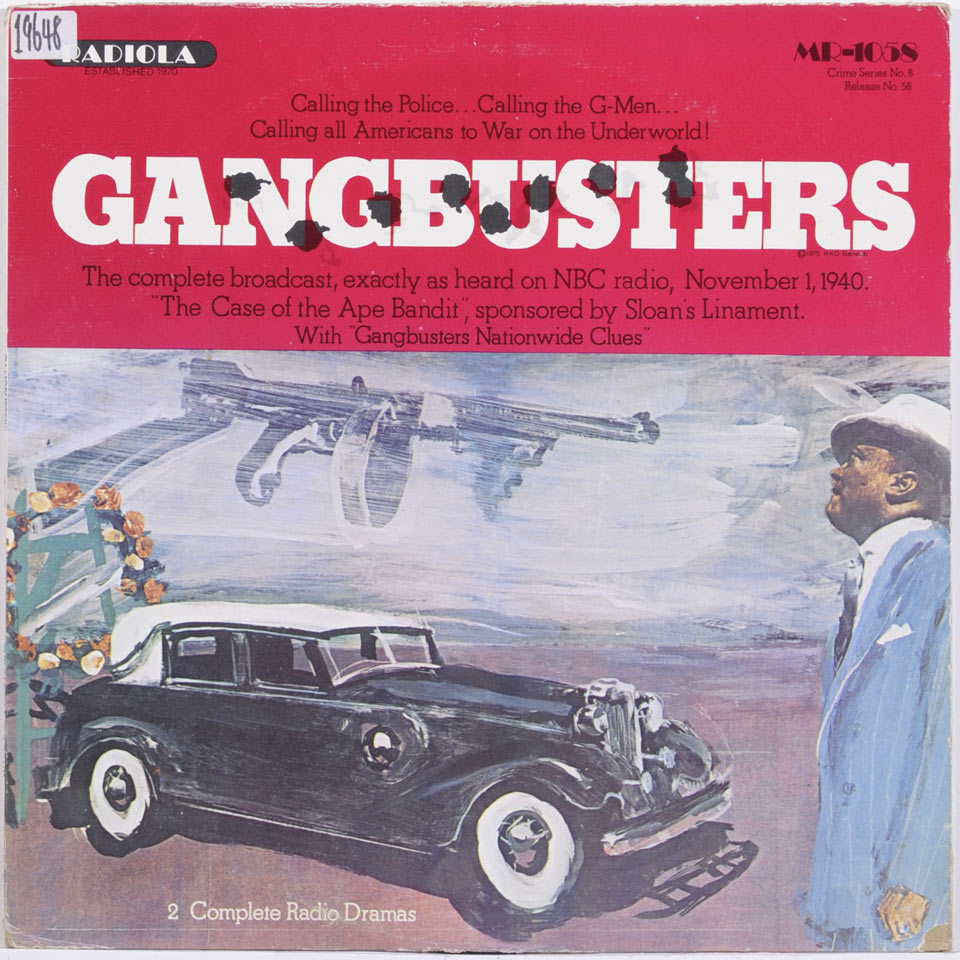 19648
RADIOLA
ESTABLISHED 1970
MR-1058
Crime Series No. 8
Release No. 58
Calling the Police...Calling the G-Men...
Calling all Americans to War on the Underworld!
GANGBUSTERS
©1975 RKO General
The complete broadcast, exactly as heard on NBC radio, November 1, 1940.
"The Case of the Ape Bandit", sponsored by Sloan's Linament.
With "Gangbusters Nationwide Clues"
2 Complete Radio Dramas